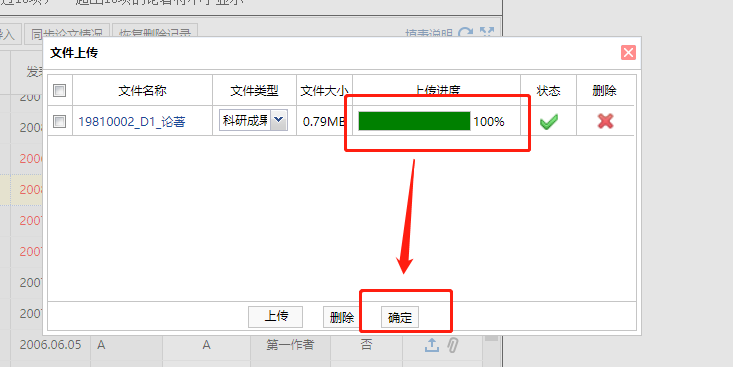 超出10项的论著将不予显示
导入 同步论文情况 恢复删除记录 填表说明
文件上传
发表
文件名称 文件类型 文件大小 上传进度 状态 删除
19810002_D1_论著 科研成果 0.79MB 100%
上传 删除 确定
2006.06.05 A A 第一作者 否